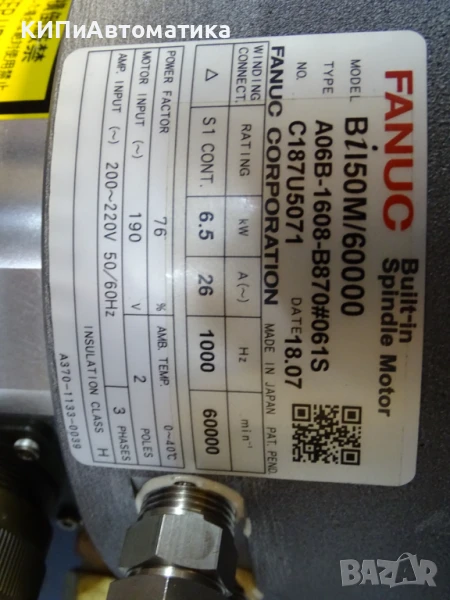 КИПиАвтоматика
FANUC Built-in Spindle Motor
MODEL BiI50M/60000
TYPE A06B-1608-B870#061S
NO. C187U5071 DATE 18.07
FANUC CORPORATION MADE IN JAPAN PAT. PEND.
WINDING CONNECT. RATING kW A(~) Hz min⁻¹
△ S1 CONT. 6.5 26 1000 60000
POWER FACTOR 76 % AMB. TEMP. 0~40℃
MOTOR INPUT (~) 190 V 2 POLES
AMP. INPUT (~) 200~220V 50/60Hz 3 PHASES
INSULATION CLASS H
A370-1133-0039
BAZAR